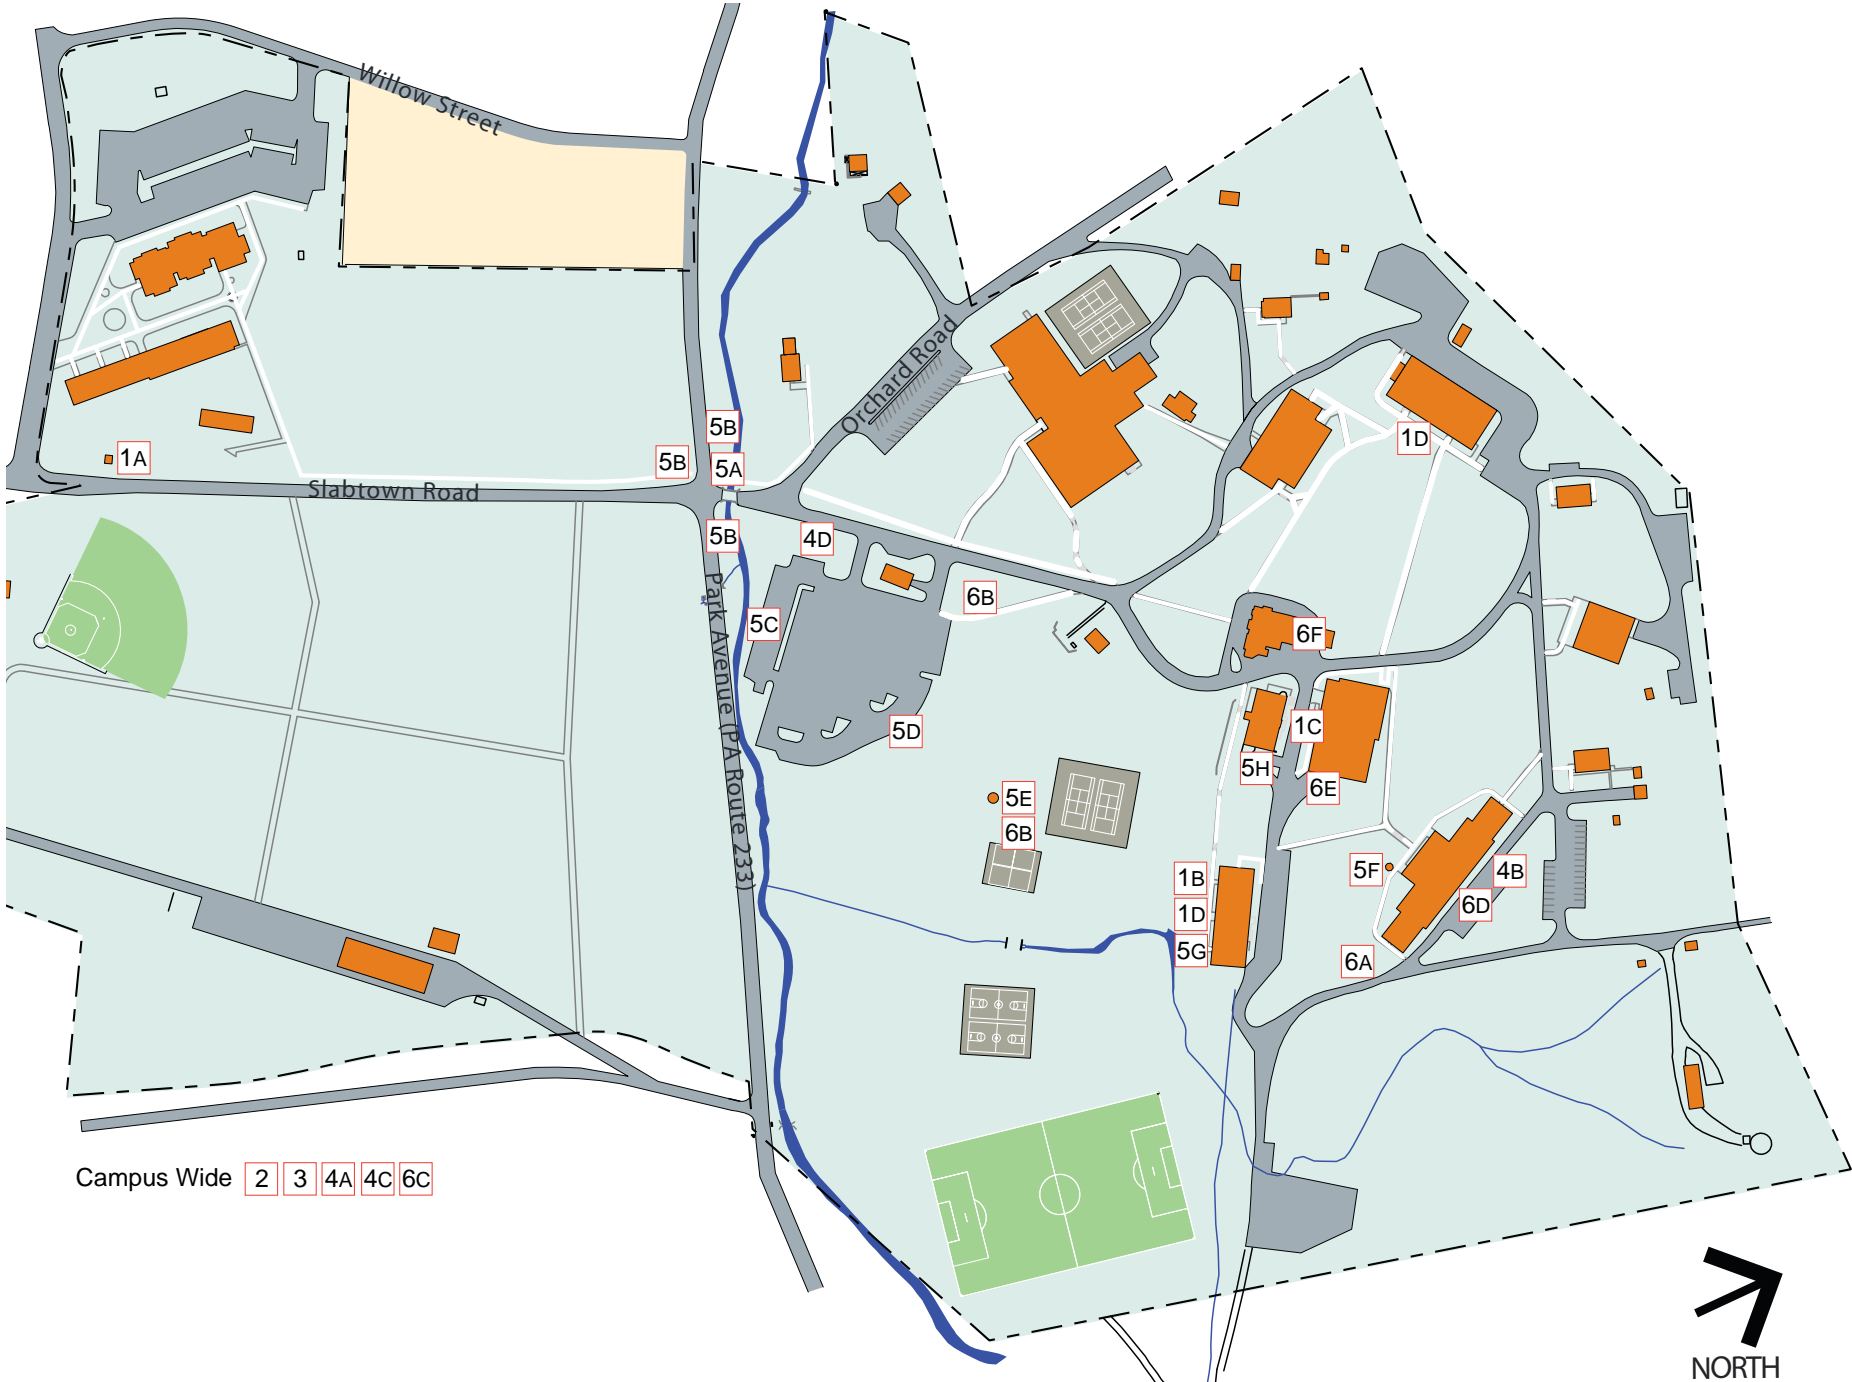 Willow Street
Orchard Road
5B
1D
1A
5B
5A
Slabtown Road
5B
4D
6B
5C
6F
Park Avenue (PA Route 233)
5D
1C
5H
6E
5E
6B
1B
5F
4B
1D
6D
5G
6A
Campus Wide 2 3 4A 4C 6C
NORTH